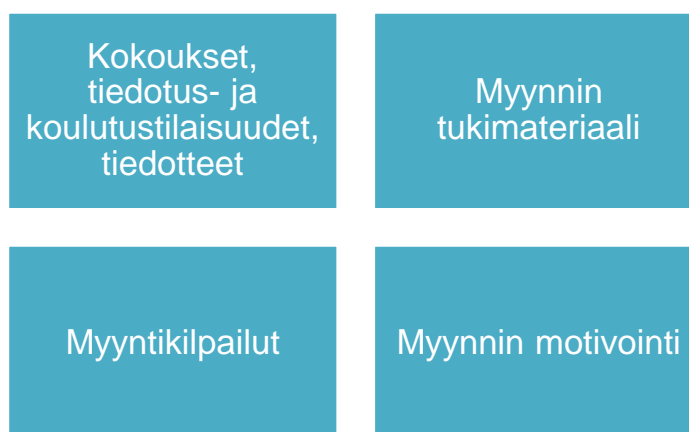 Kokoukset,
tiedotus- ja
koulutustilaisuudet,
tiedotteet
Myynnin
tukimateriaali
Myyntikilpailut
Myynnin motivointi